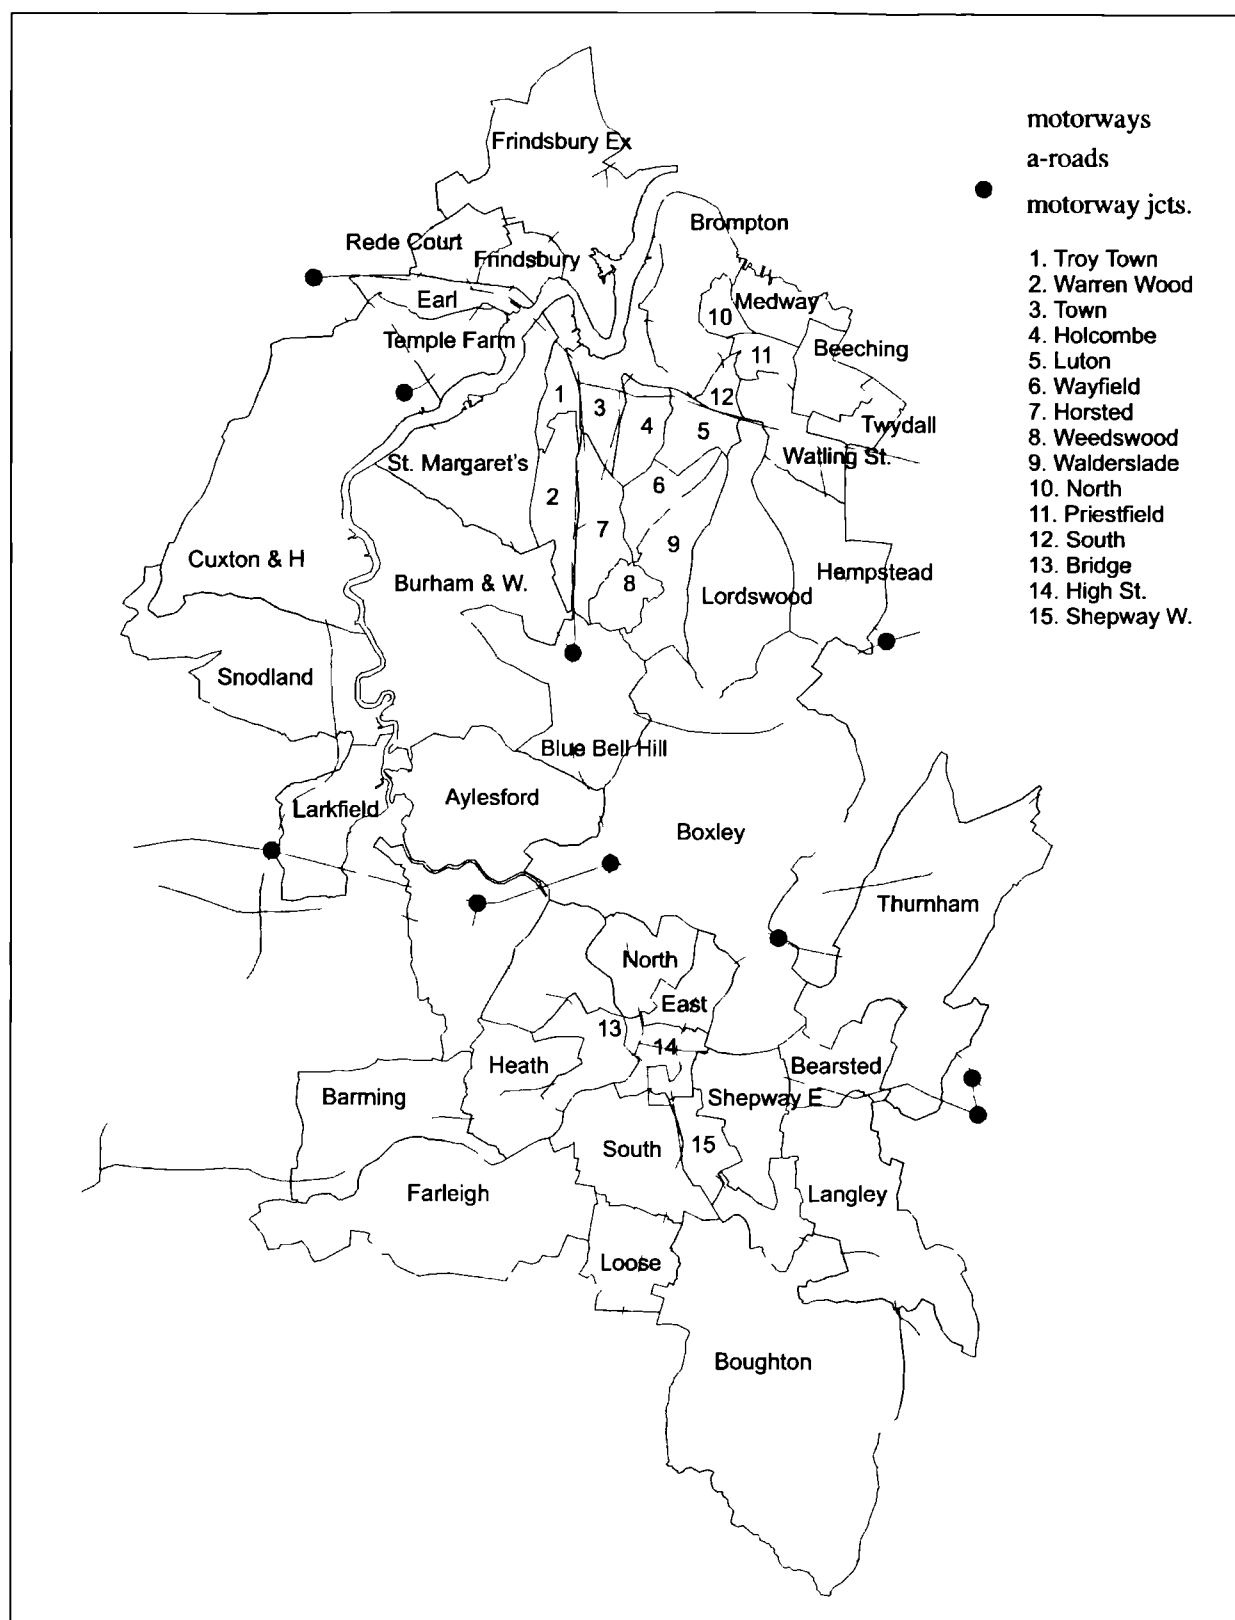 Frindsbury Ex
motorways
a-roads
motorway jcts.
Brompton
Rede Court
Frindsbury
Earl
Medway
10
Temple Farm
11
Beeching
1
3
12
4
5
Twydall
St. Margaret's
Watling St.
6
2
7
9
Cuxton & H
Burham & W.
8
Lordswood
Hempstead
1. Troy Town
2. Warren Wood
3. Town
4. Holcombe
5. Luton
6. Wayfield
7. Horsted
8. Weedswood
9. Walderslade
10. North
11. Priestfield
12. South
13. Bridge
14. High St.
15. Shepway W.
Snodland
Blue Bell Hill
Larkfield
Aylesford
Boxley
Thurnham
North
East
13
14
Heath
Bearsted
Barming
Shepway E
South
15
Farleigh
Langley
Loose
Boughton